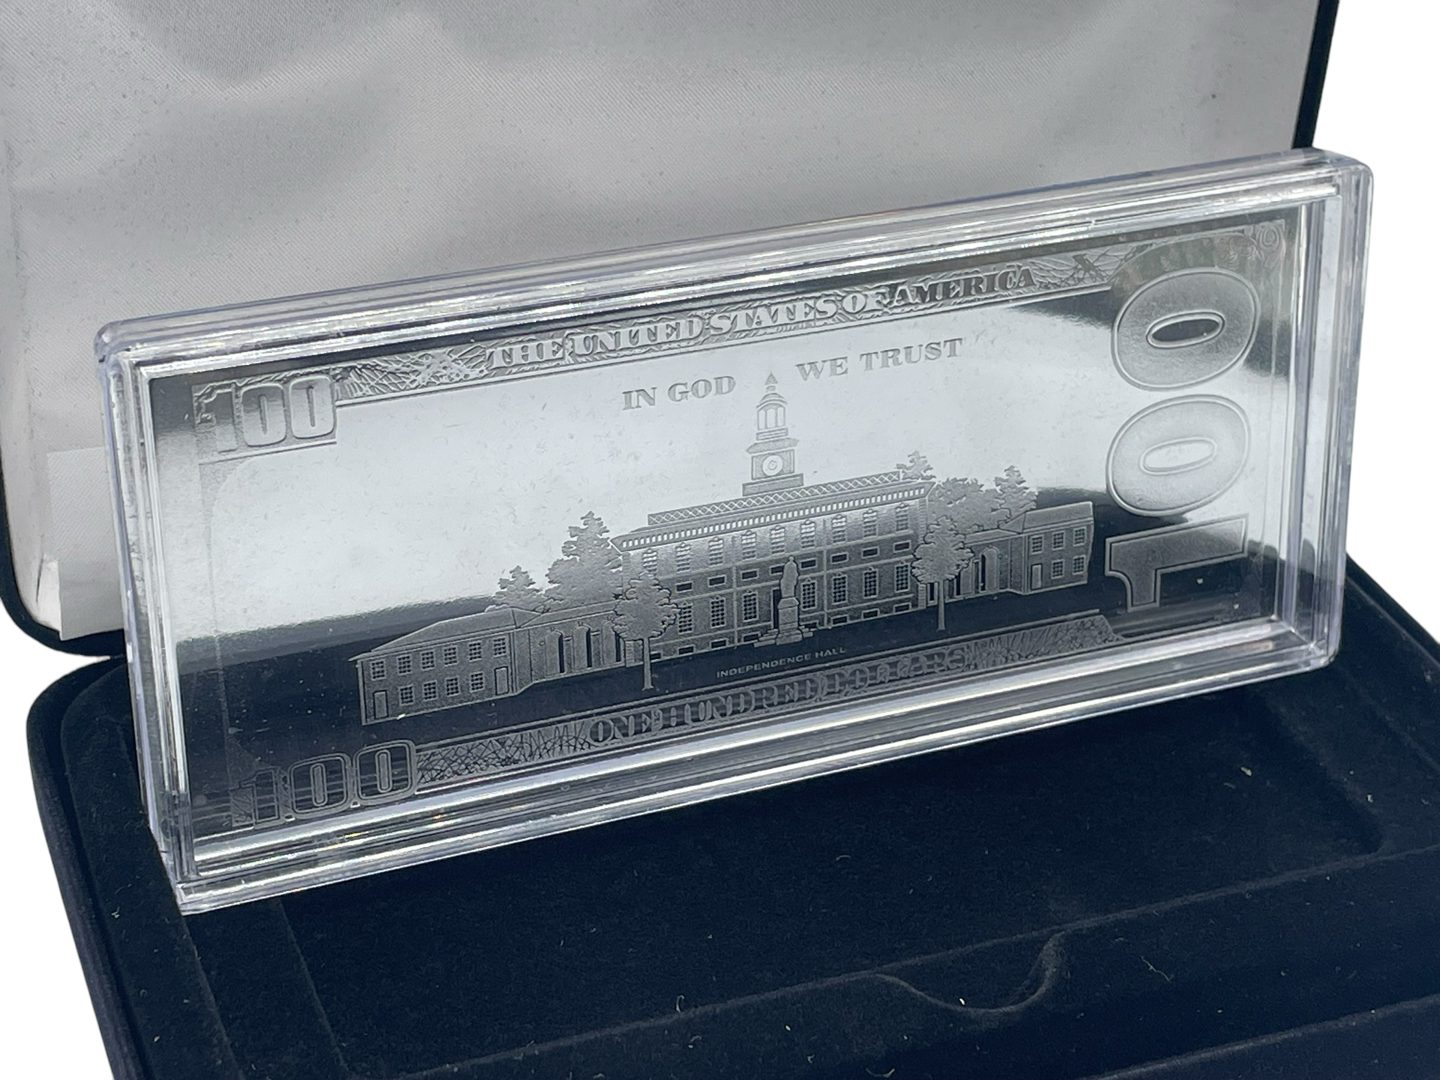 THE UNITED STATES OF AMERICA
100
100
IN GOD WE TRUST
INDEPENDENCE HALL
ONE HUNDRED DOLLARS
100